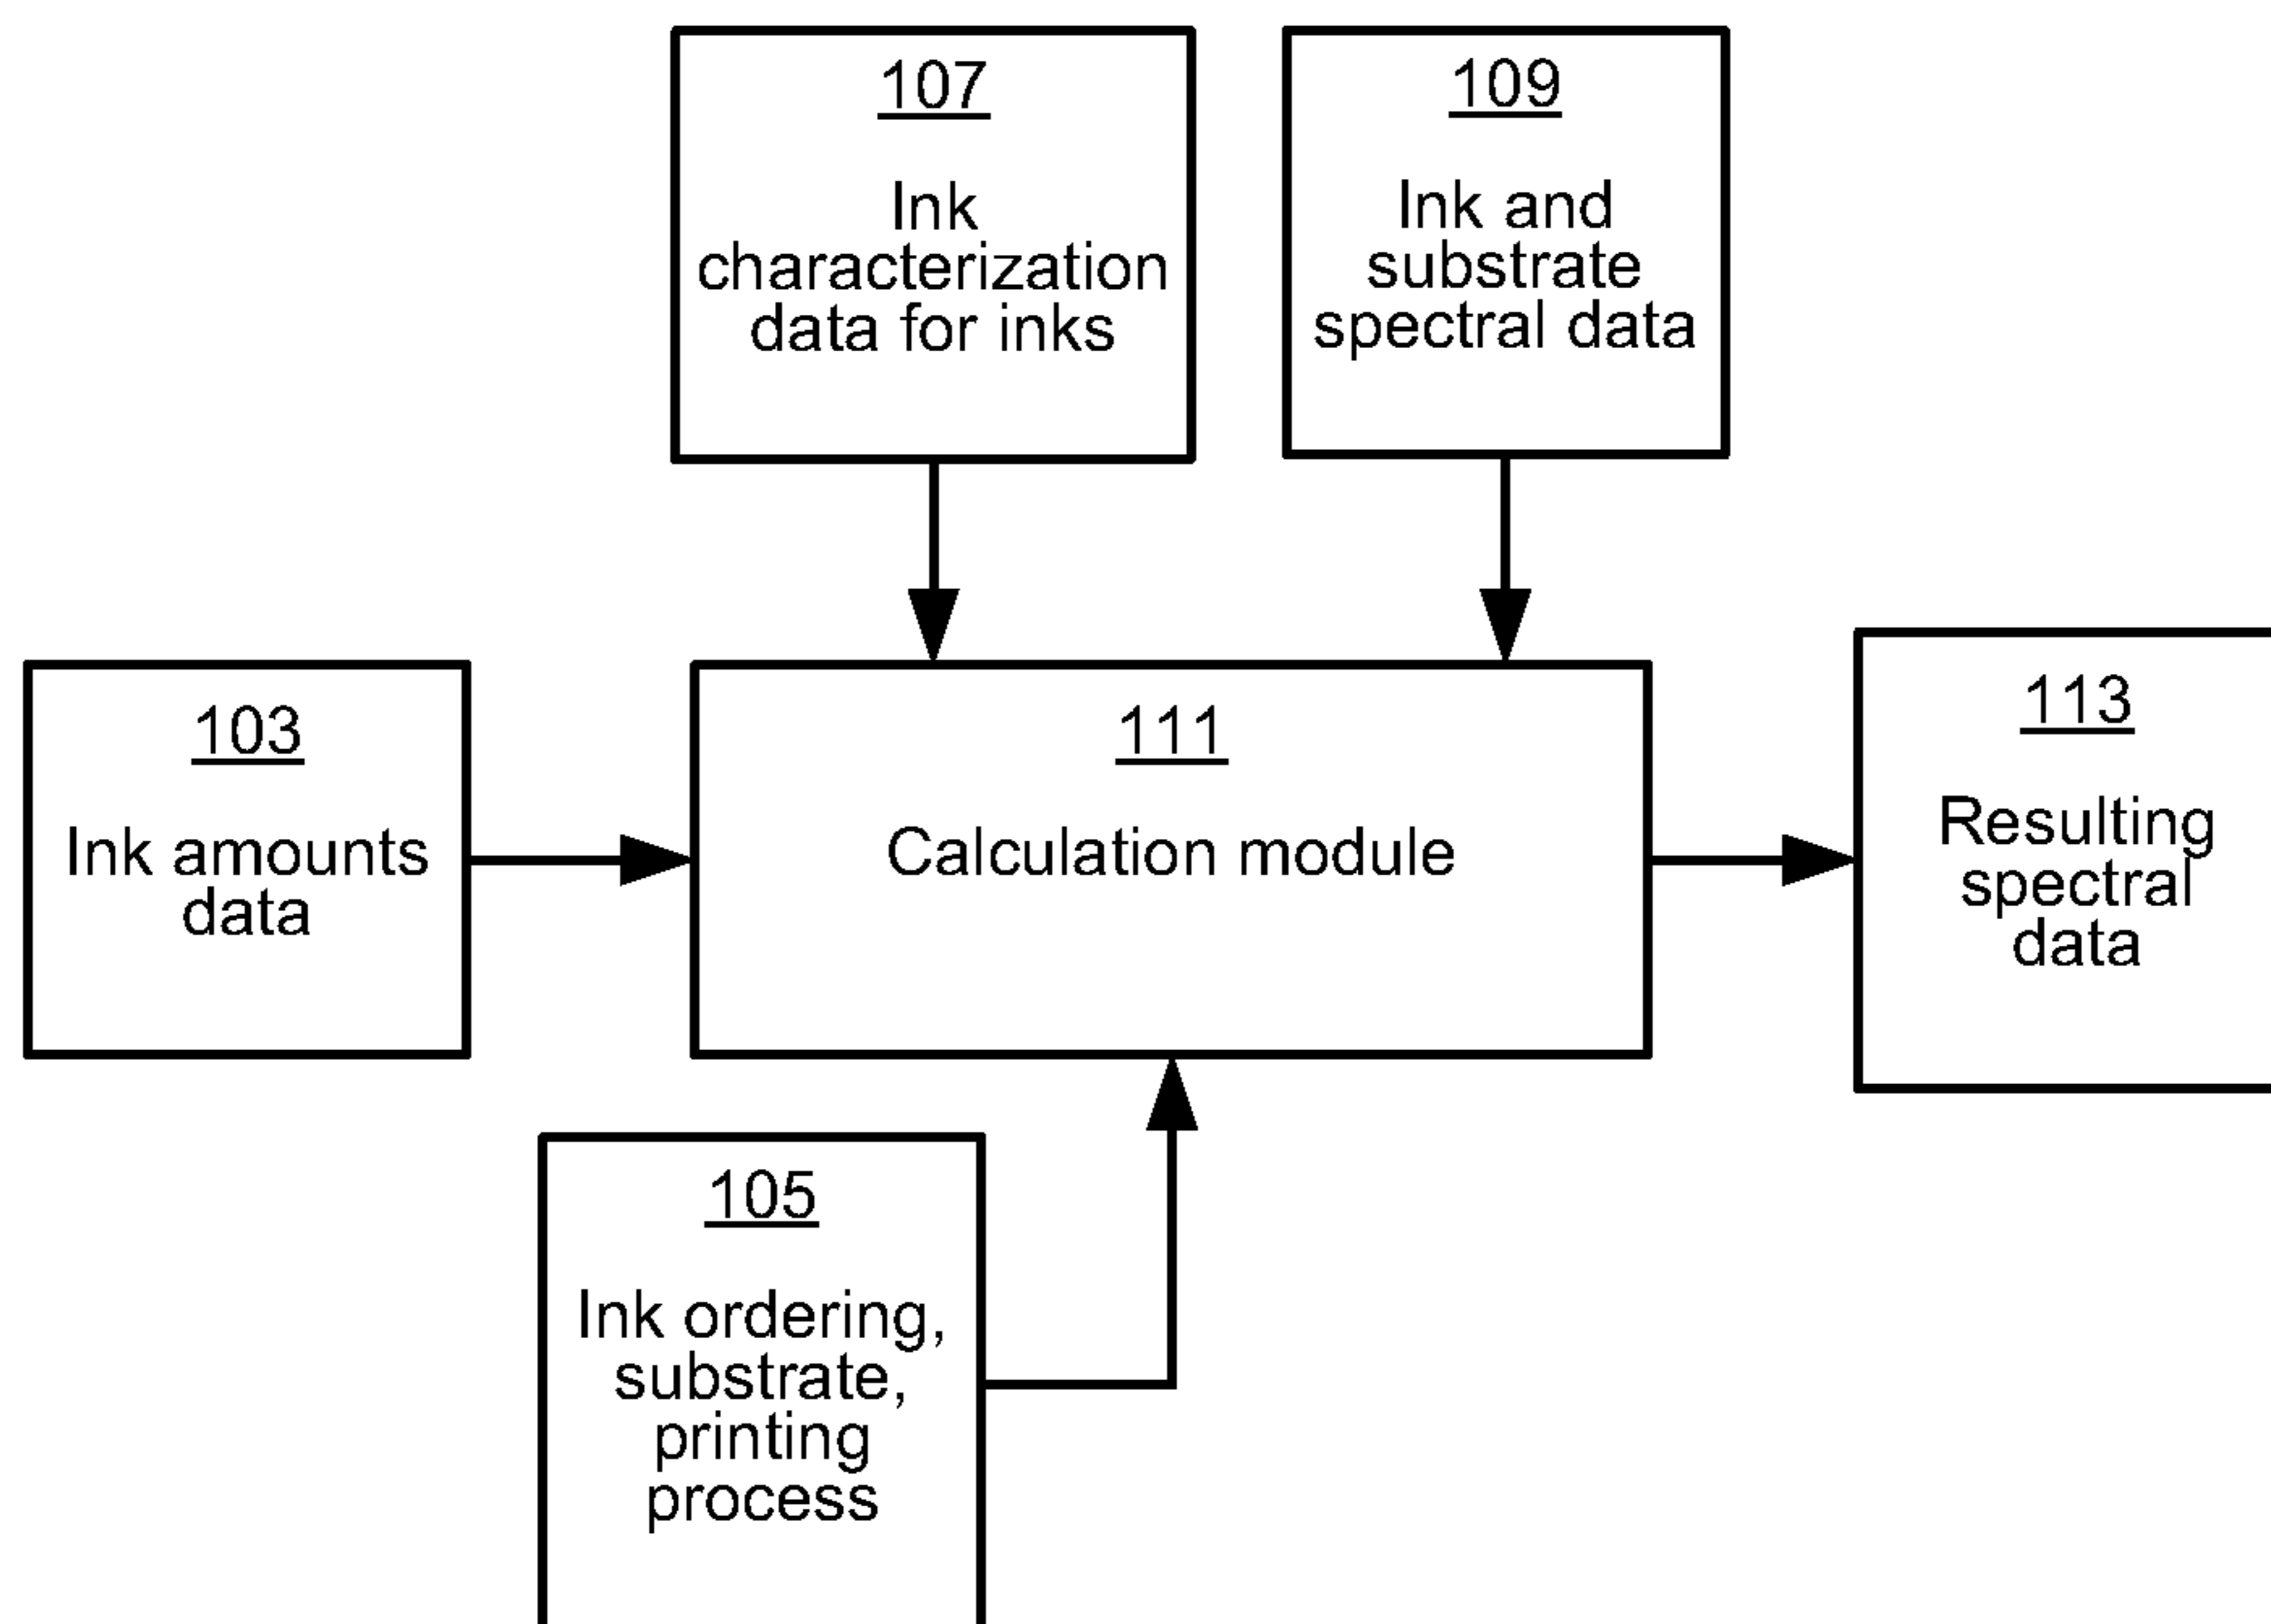 107
Ink
characterization
data for inks
109
Ink and
substrate
spectral data
103
Ink amounts
data
111
Calculation module
113
Resulting
spectral
data
105
Ink ordering,
substrate,
printing
process